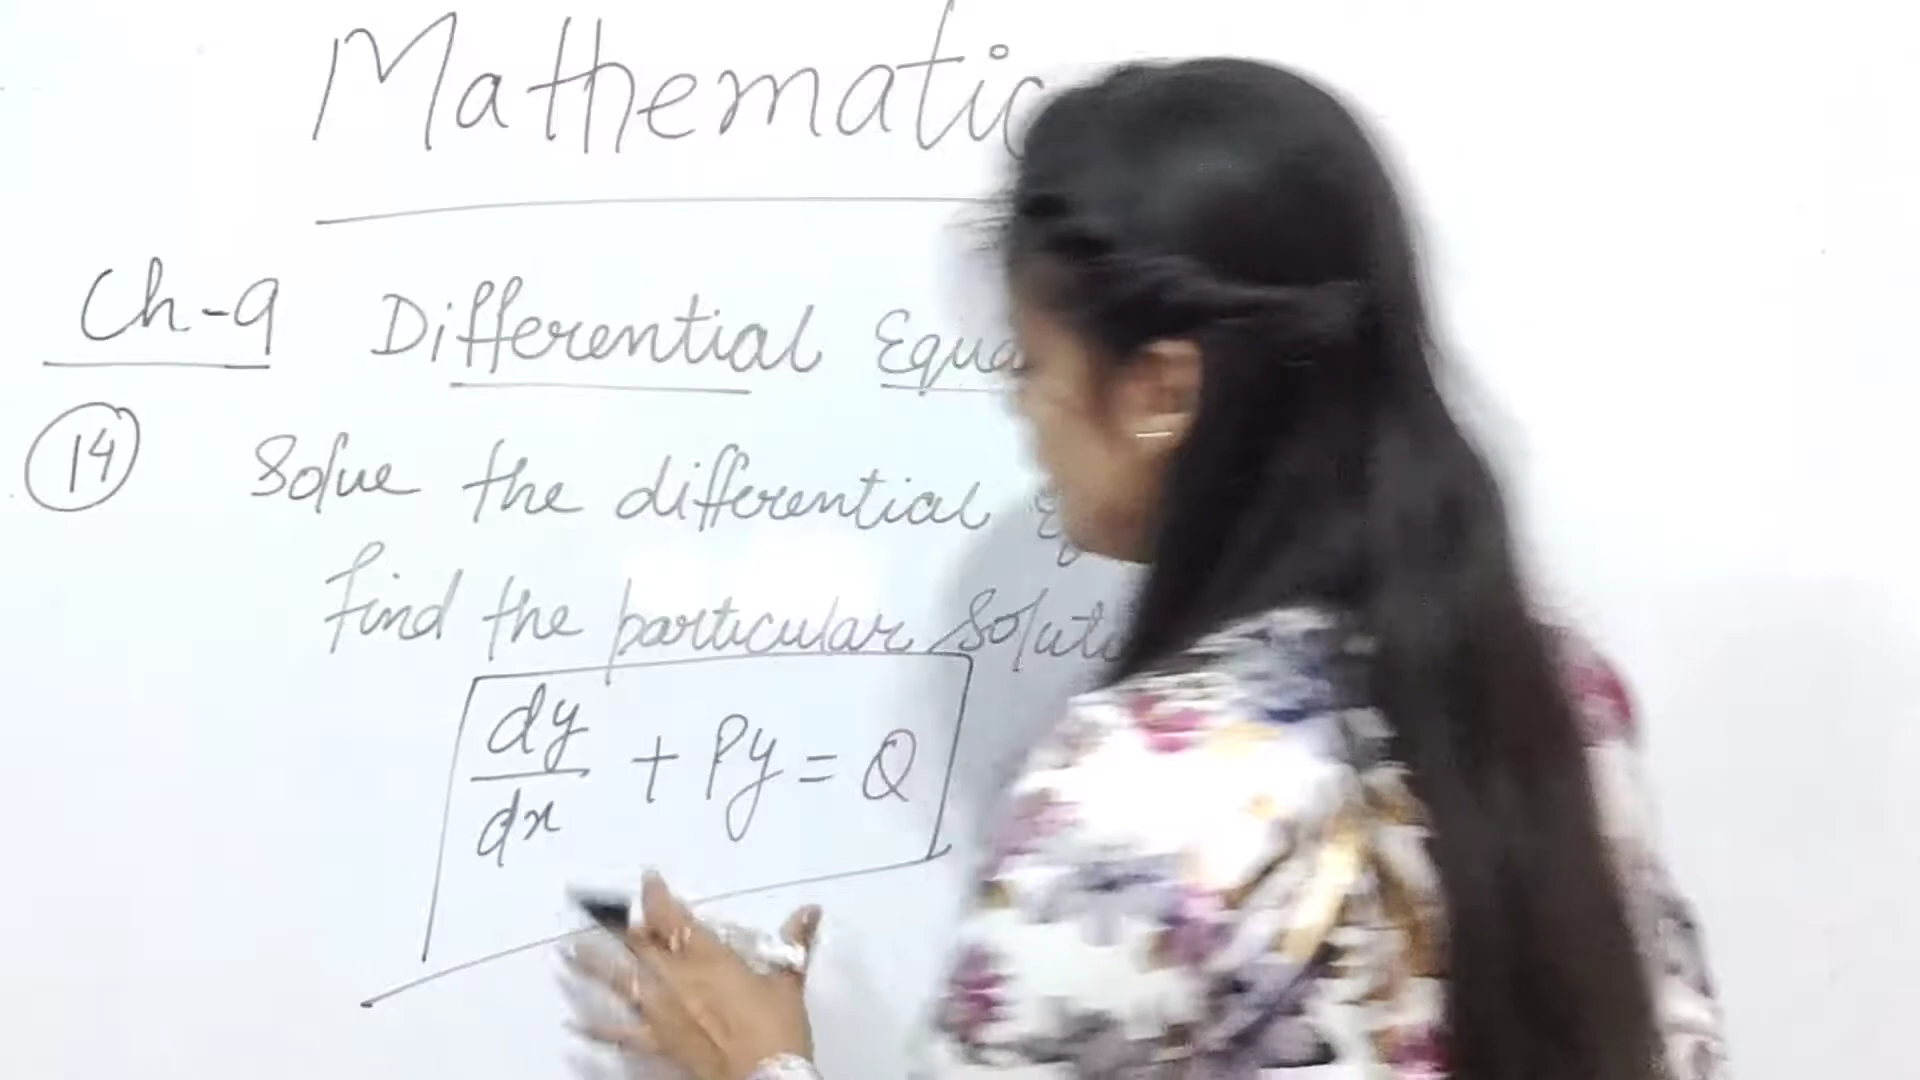 Mathematic
Ch-9 Differential Equa
14 Solve the differential
find the particular Solut
dy/dx + Py = Q